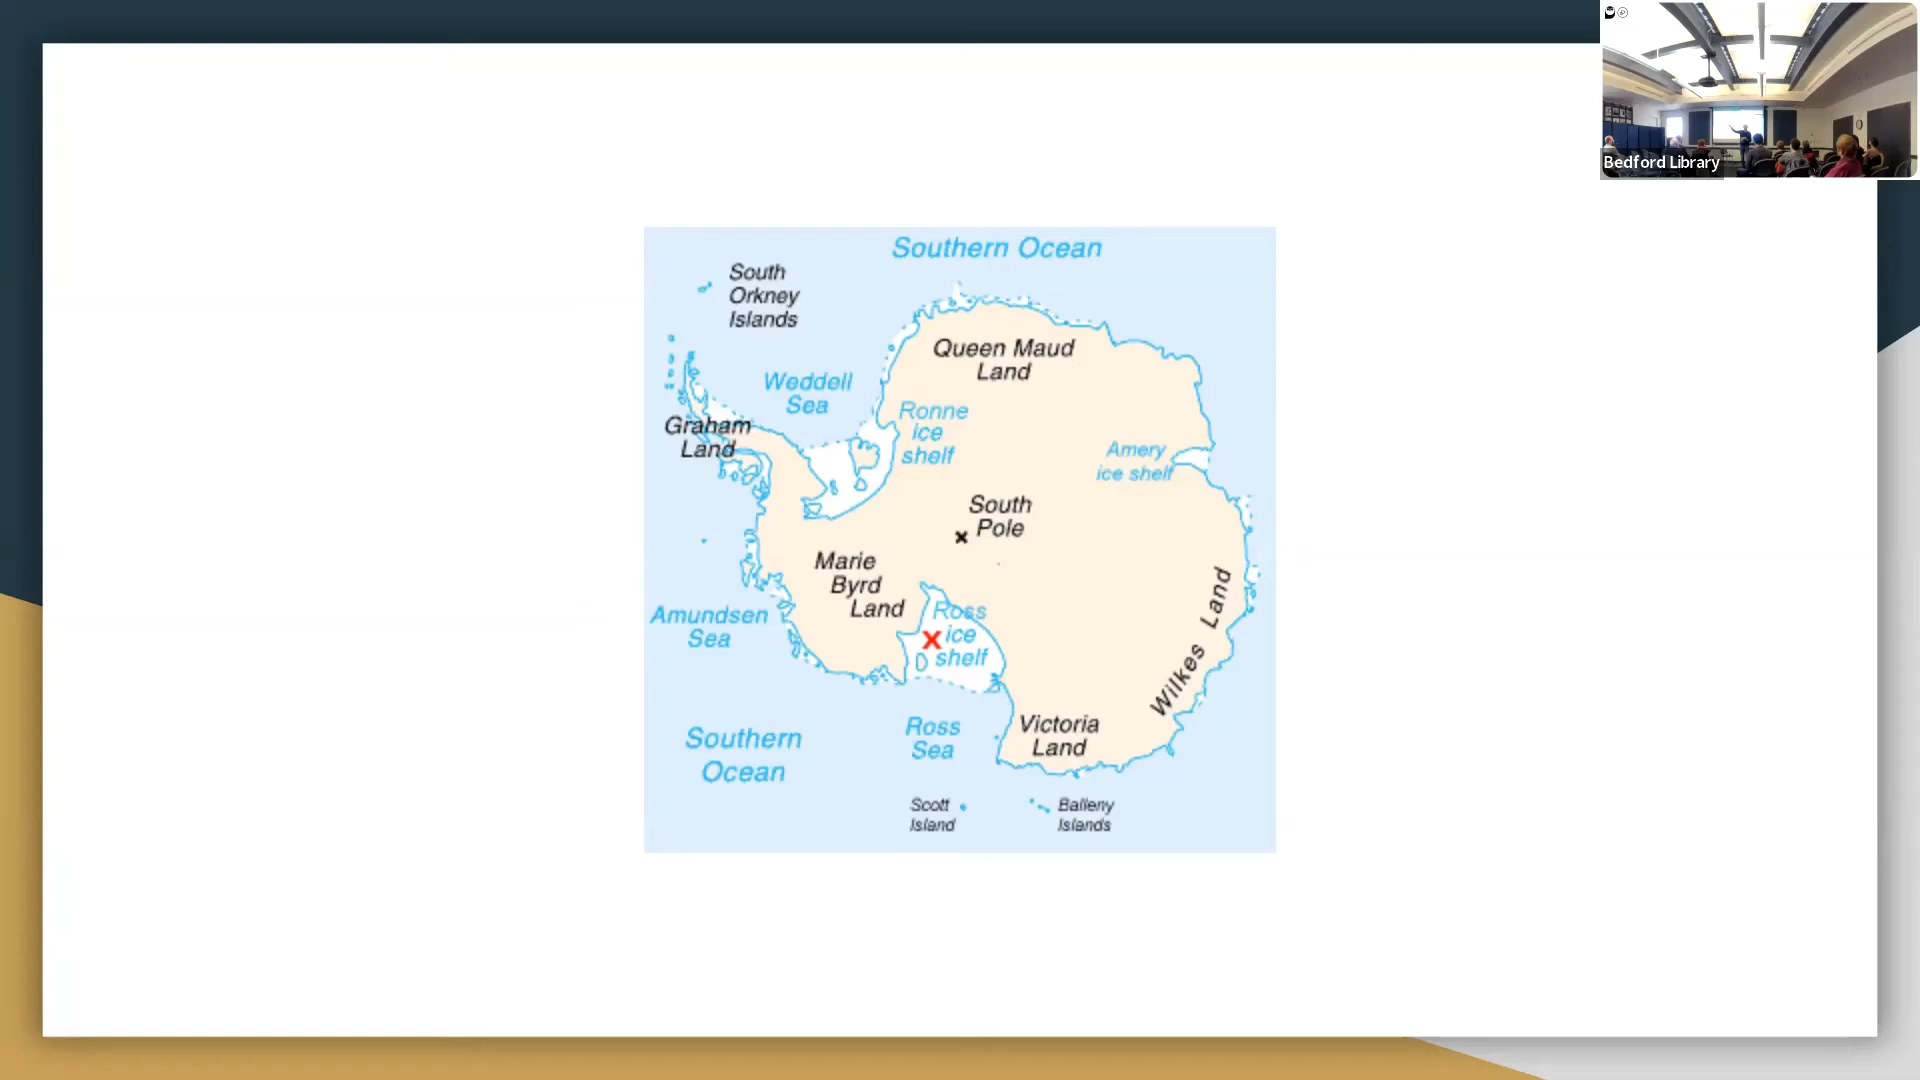 Bedford Library
Southern Ocean
South
Orkney
Islands
Queen Maud
Land
Weddell
Sea
Ronne
ice
shelf
Graham
Land
Amery
ice shelf
South
Pole
x
Marie
Byrd
Land
Ross
ice
shelf
X
Amundsen
Sea
Wilkes Land
Southern
Ocean
Ross
Sea
Victoria
Land
Scott
Island
Balleny
Islands